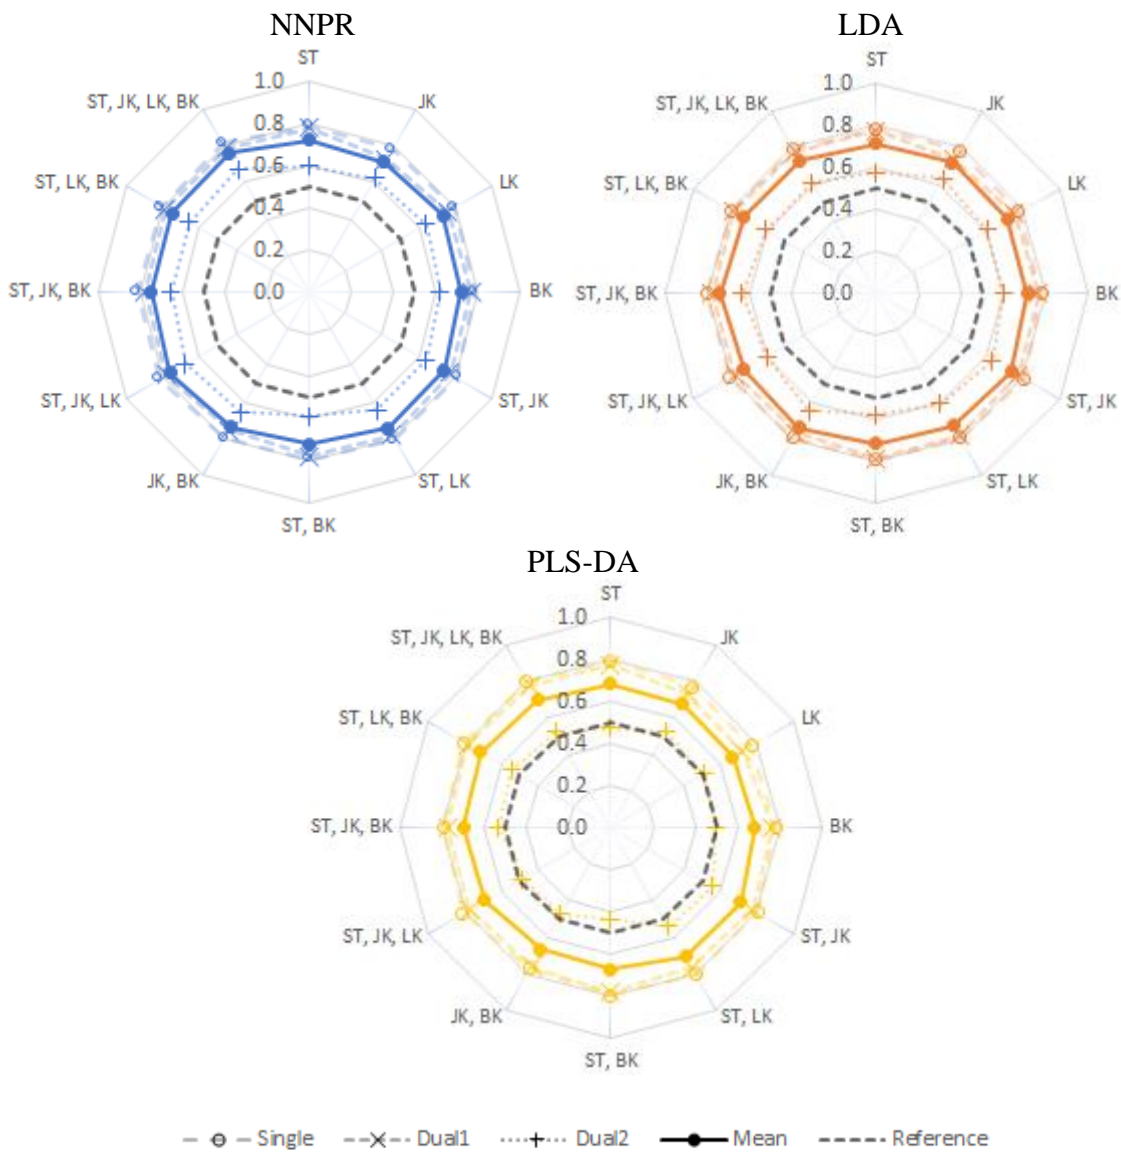 NNPR
ST
1.0
0.8
0.6
0.4
0.2
0.0
JK
LK
BK
ST, JK
ST, LK
ST, BK
JK, BK
ST, JK, LK
ST, JK, BK
ST, LK, BK
ST, JK, LK, BK
LDA
ST
1.0
0.8
0.6
0.4
0.2
0.0
JK
LK
BK
ST, JK
ST, LK
ST, BK
JK, BK
ST, JK, LK
ST, JK, BK
ST, LK, BK
ST, JK, LK, BK
PLS-DA
ST
1.0
0.8
0.6
0.4
0.2
0.0
JK
LK
BK
ST, JK
ST, LK
ST, BK
JK, BK
ST, JK, LK
ST, JK, BK
ST, LK, BK
ST, JK, LK, BK
Single Dual1 Dual2 Mean Reference